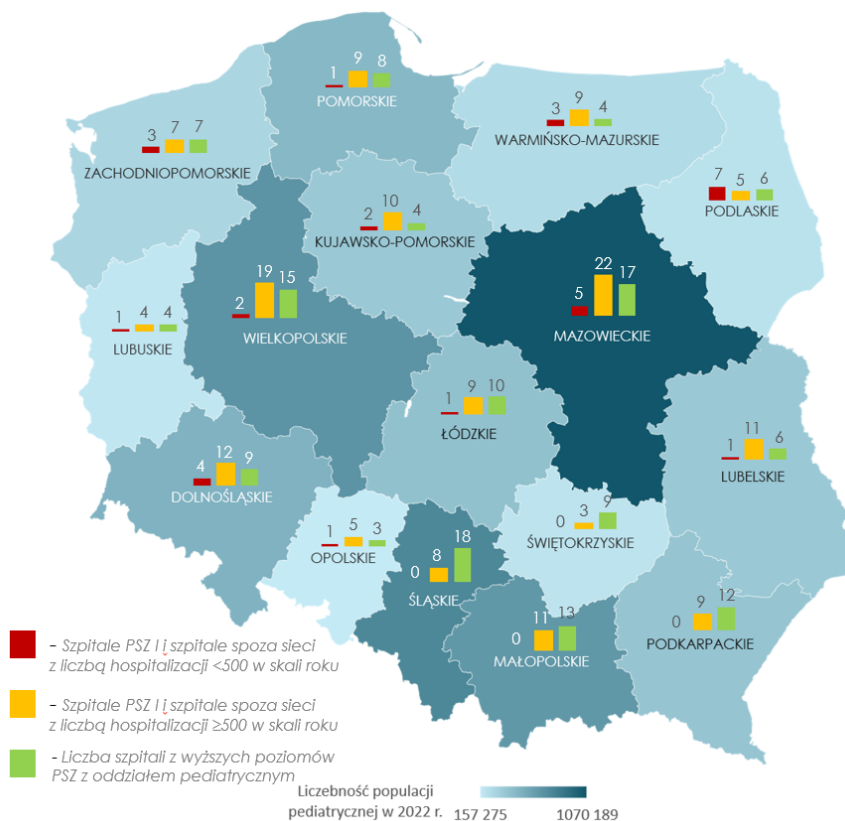 1 9 8
POMORSKIE
3 9 4
WARMIŃSKO-MAZURSKIE
3 7 7
ZACHODNIOPOMORSKIE
7 5 6
PODLASKIE
2 10 4
KUJAWSKO-POMORSKIE
2 19 15
WIELKOPOLSKIE
5 22 17
MAZOWIECKIE
1 4 4
LUBUSKIE
1 9 10
ŁÓDZKIE
1 11 6
LUBELSKIE
4 12 9
DOLNOŚLĄSKIE
1 5 3
OPOLSKIE
0 3 9
ŚWIĘTOKRZYSKIE
0 8 18
ŚLĄSKIE
0 11 13
MAŁOPOLSKIE
0 9 12
PODKARPACKIE
- Szpitale PSZ I i szpitale spoza sieci
z liczbą hospitalizacji <500 w skali roku
- Szpitale PSZ I i szpitale spoza sieci
z liczbą hospitalizacji ≥500 w skali roku
- Liczba szpitali z wyższych poziomów
PSZ z oddziałem pediatrycznym
Liczebność populacji
pediatrycznej w 2022 r. 157 275 1070 189